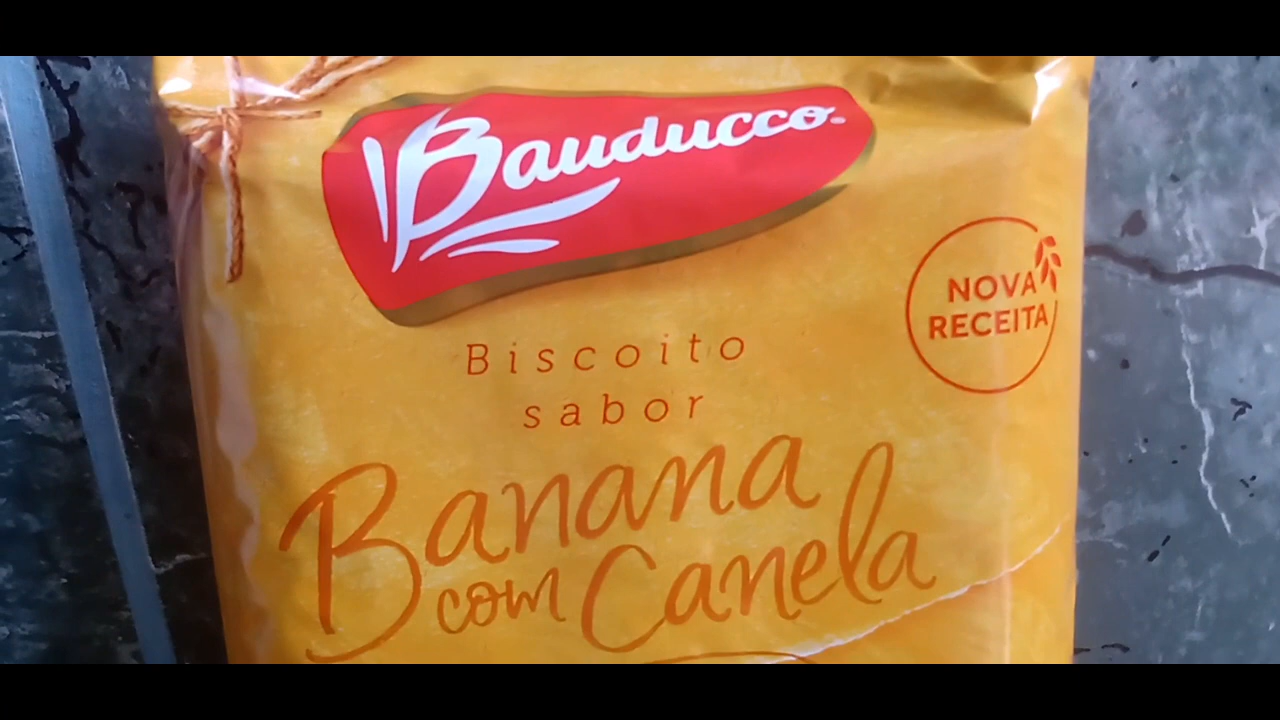 Bauducco
NOVA
RECEITA
Biscoito
sabor
Banana
com Canela